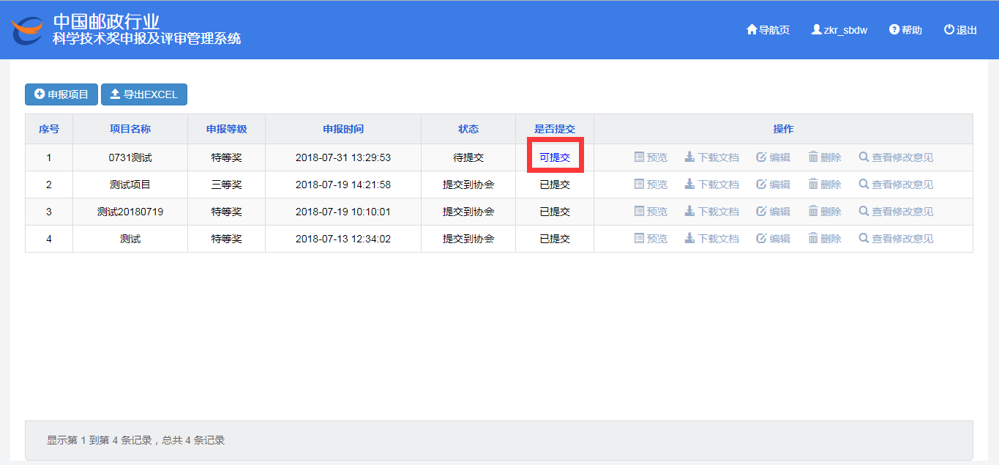 中国邮政行业
科学技术奖申报及评审管理系统
导航页 zkr_sbdw 帮助 退出
申报项目 导出EXCEL
序号 项目名称 申报等级 申报时间 状态 是否提交 操作
1 0731测试 特等奖 2018-07-31 13:29:53 待提交 可提交 预览 下载文档 编辑 删除 查看修改意见
2 测试项目 三等奖 2018-07-19 14:21:58 提交到协会 已提交 预览 下载文档 编辑 删除 查看修改意见
3 测试20180719 特等奖 2018-07-19 10:10:01 提交到协会 已提交 预览 下载文档 编辑 删除 查看修改意见
4 测试 特等奖 2018-07-13 12:34:02 提交到协会 已提交 预览 下载文档 编辑 删除 查看修改意见
显示第 1 到第 4 条记录，总共 4 条记录